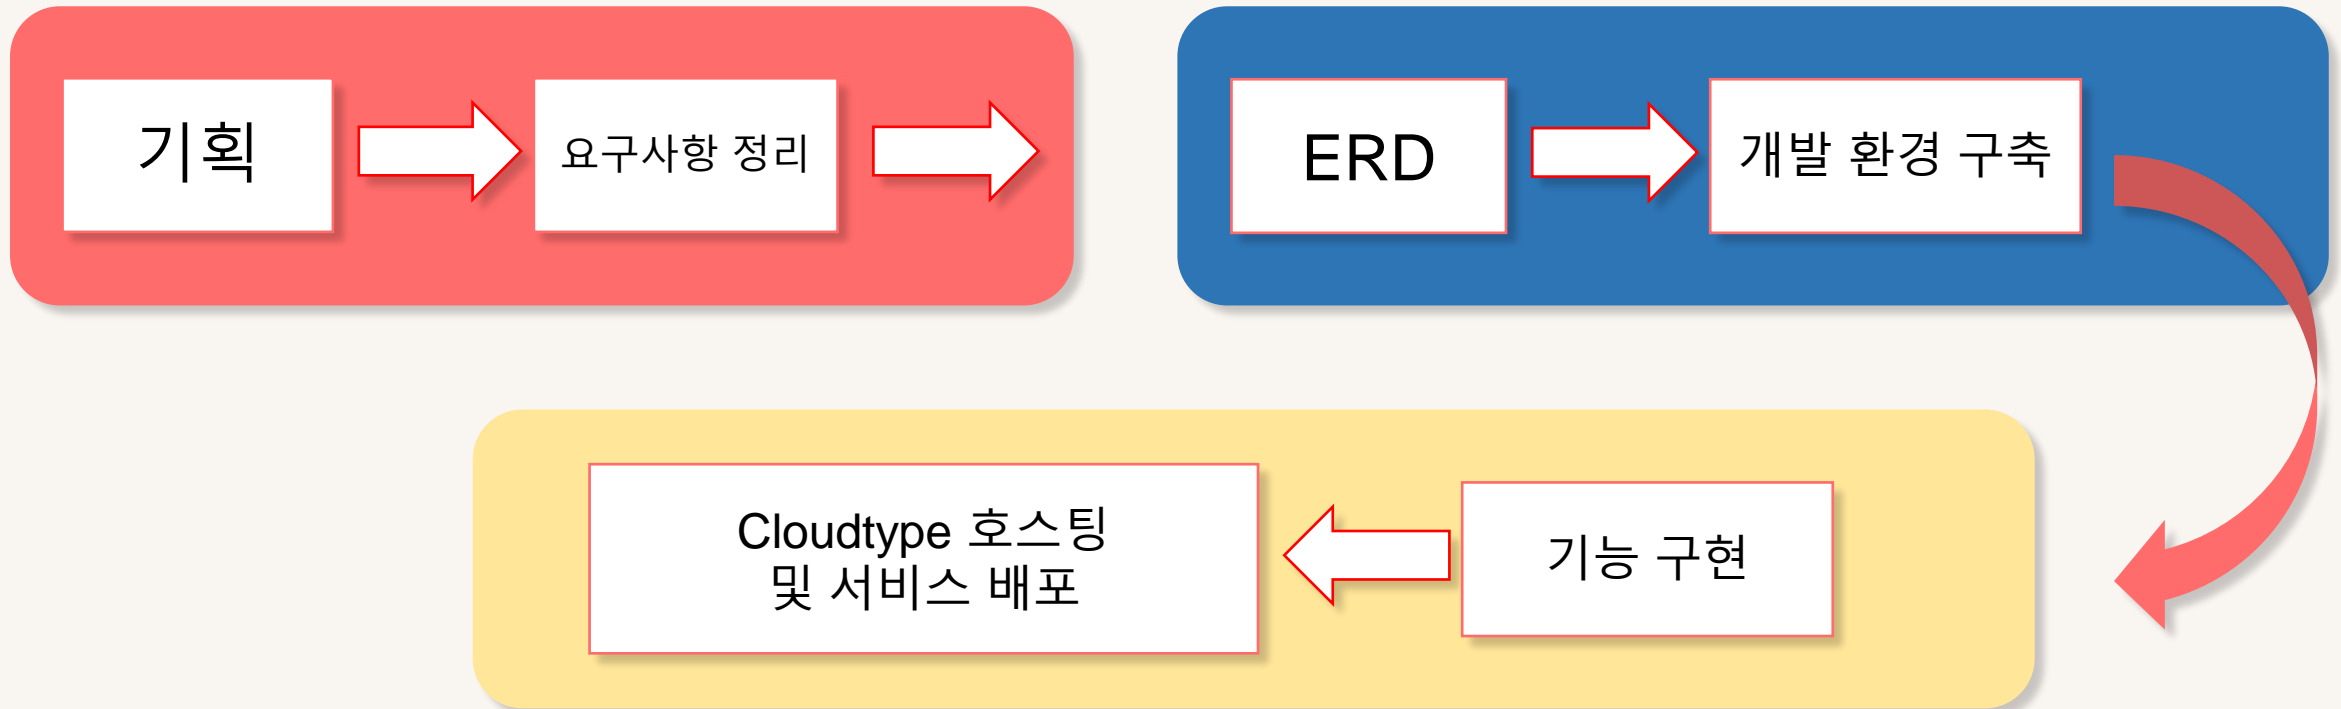 기획
요구사항 정리
ERD
개발 환경 구축
기능 구현
Cloudtype 호스팅
및 서비스 배포